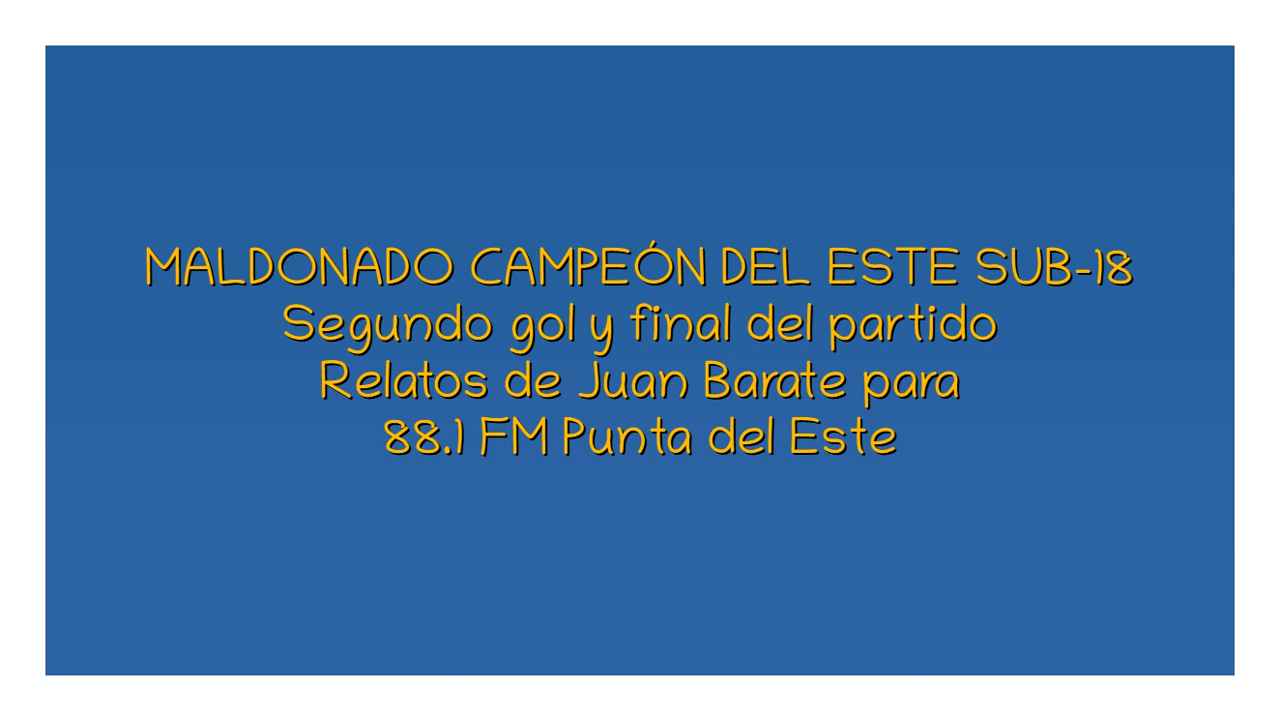 MALDONADO CAMPEÓN DEL ESTE SUB-18
Segundo gol y final del partido
Relatos de Juan Barate para
88.1 FM Punta del Este